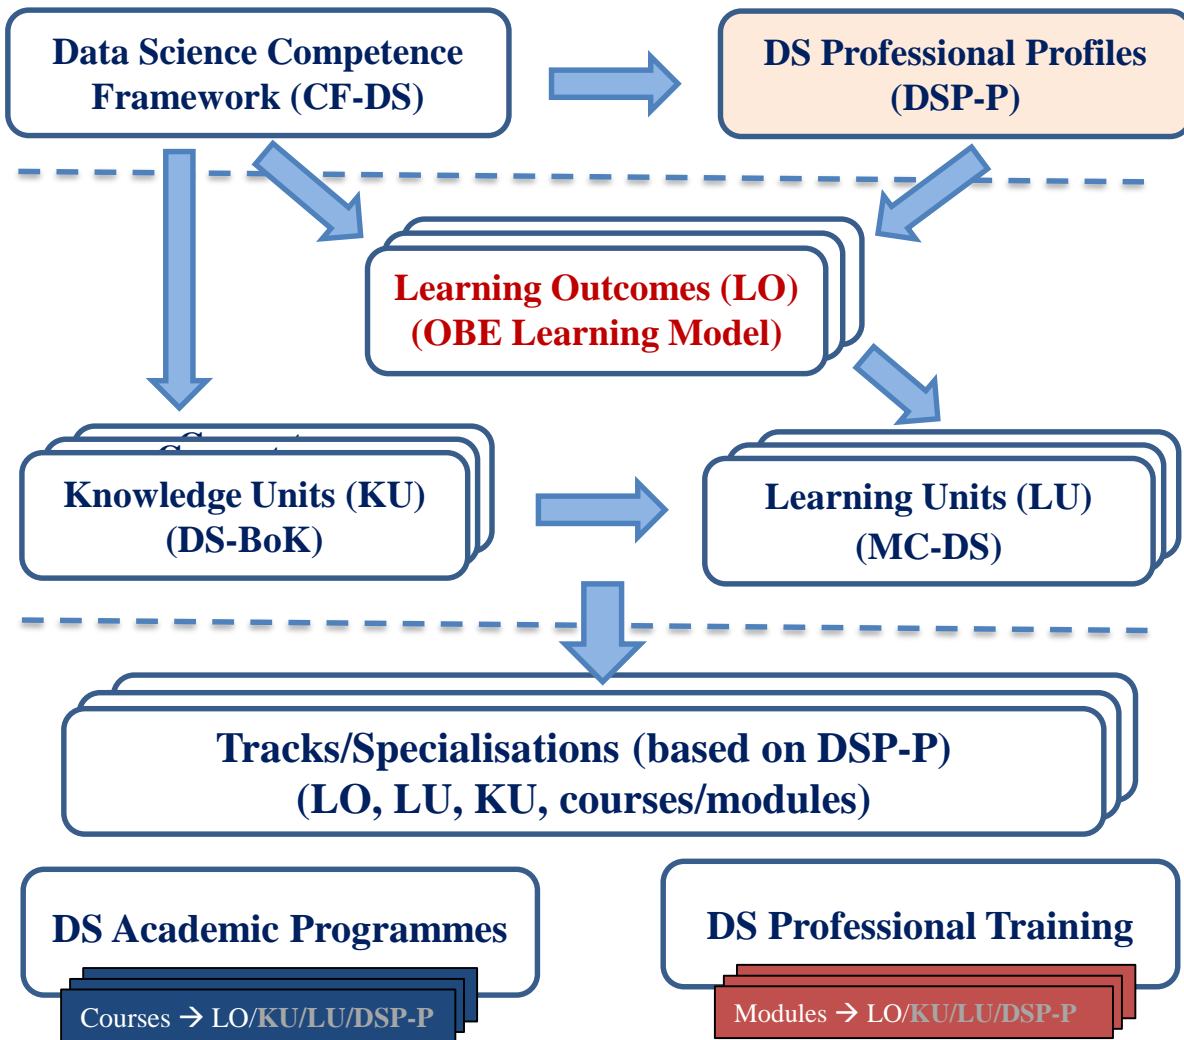 Data Science Competence
Framework (CF-DS)
DS Professional Profiles
(DSP-P)
Learning Outcomes (LO)
(OBE Learning Model)
Knowledge Units (KU)
(DS-BoK)
Learning Units (LU)
(MC-DS)
Tracks/Specialisations (based on DSP-P)
(LO, LU, KU, courses/modules)
DS Academic Programmes
Courses → LO/KU/LU/DSP-P
DS Professional Training
Modules → LO/KU/LU/DSP-P